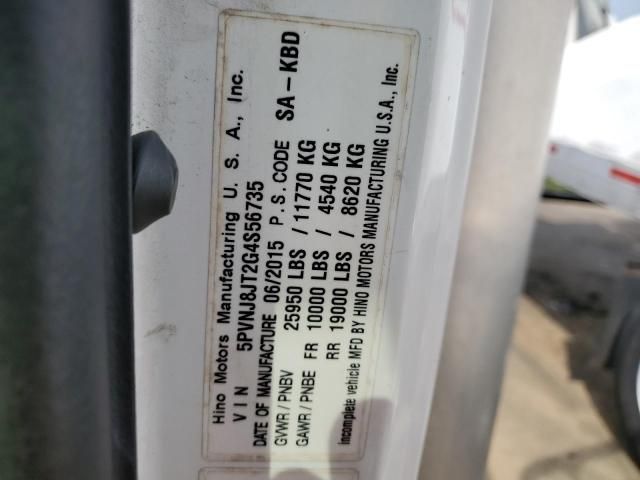 Hino Motors Manufacturing U. S. A., Inc.
VIN 5PVNJ8JT2G4S56735
DATE OF MANUFACTURE 06/2015 P.S. CODE SA-KBD
GVWR / PNBV 25950 LBS / 11770 KG
GAWR / PNBE FR 10000 LBS / 4540 KG
RR 19000 LBS / 8620 KG
incomplete vehicle MFD BY HINO MOTORS MANUFACTURING U.S.A., Inc.